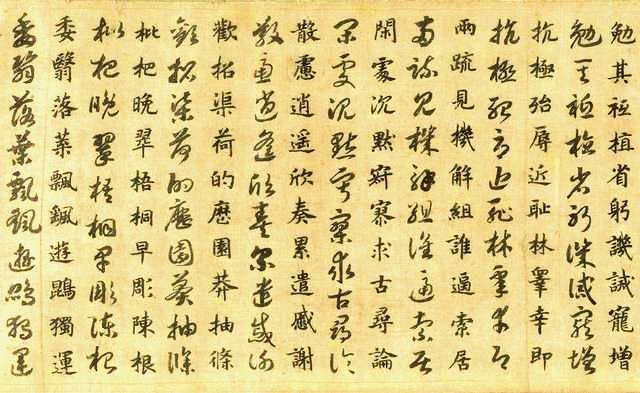 勉其祗植省躬譏誡寵增
勉其祗植省躬譏誡寵增
抗極殆辱近耻林睾幸即
抗極殆辱近耻林睾幸即
兩疏見機解組誰逼索居
兩疏見機解組誰逼索居
閑處沉默寂寥求古尋論
閑處沉默寂寥求古尋論
散慮逍遥欣奏累遣慼謝
散慮逍遥欣奏累遣慼謝
歡招渠荷的歷園莽抽條
歡招渠荷的歷園莽抽條
枇杷晚翠梧桐早彫陳根
枇杷晚翠梧桐早彫陳根
委翳落葉飄颻遊鵾獨運
委翳落葉飄颻遊鵾獨運